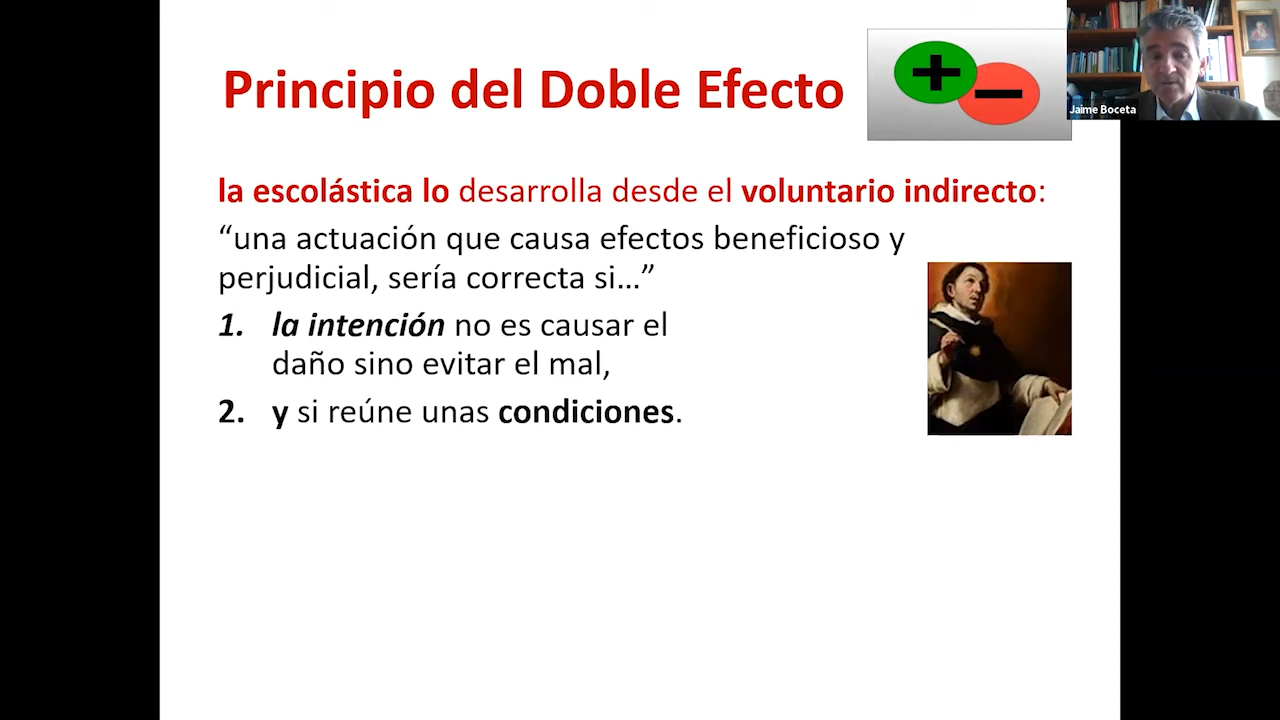 Principio del Doble Efecto
Jaime Boceta
la escolástica lo desarrolla desde el voluntario indirecto:
“una actuación que causa efectos beneficioso y
perjudicial, sería correcta si…”
1. la intención no es causar el
daño sino evitar el mal,
2. y si reúne unas condiciones.